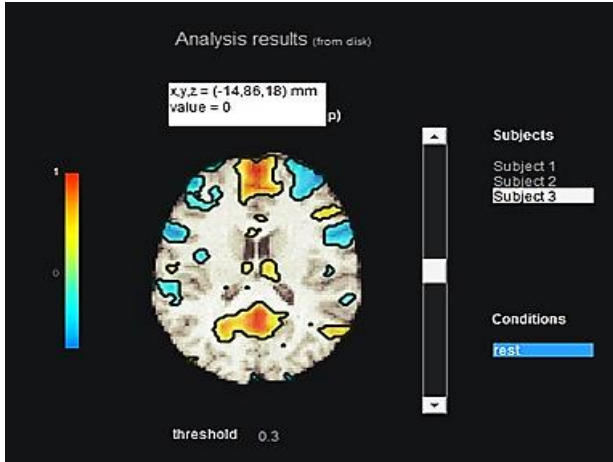 Analysis results (from disk)
x,y,z = (-14,86,18) mm
value = 0
p)
1
0
Subjects
Subject 1
Subject 2
Subject 3
Conditions
rest
threshold 0.3